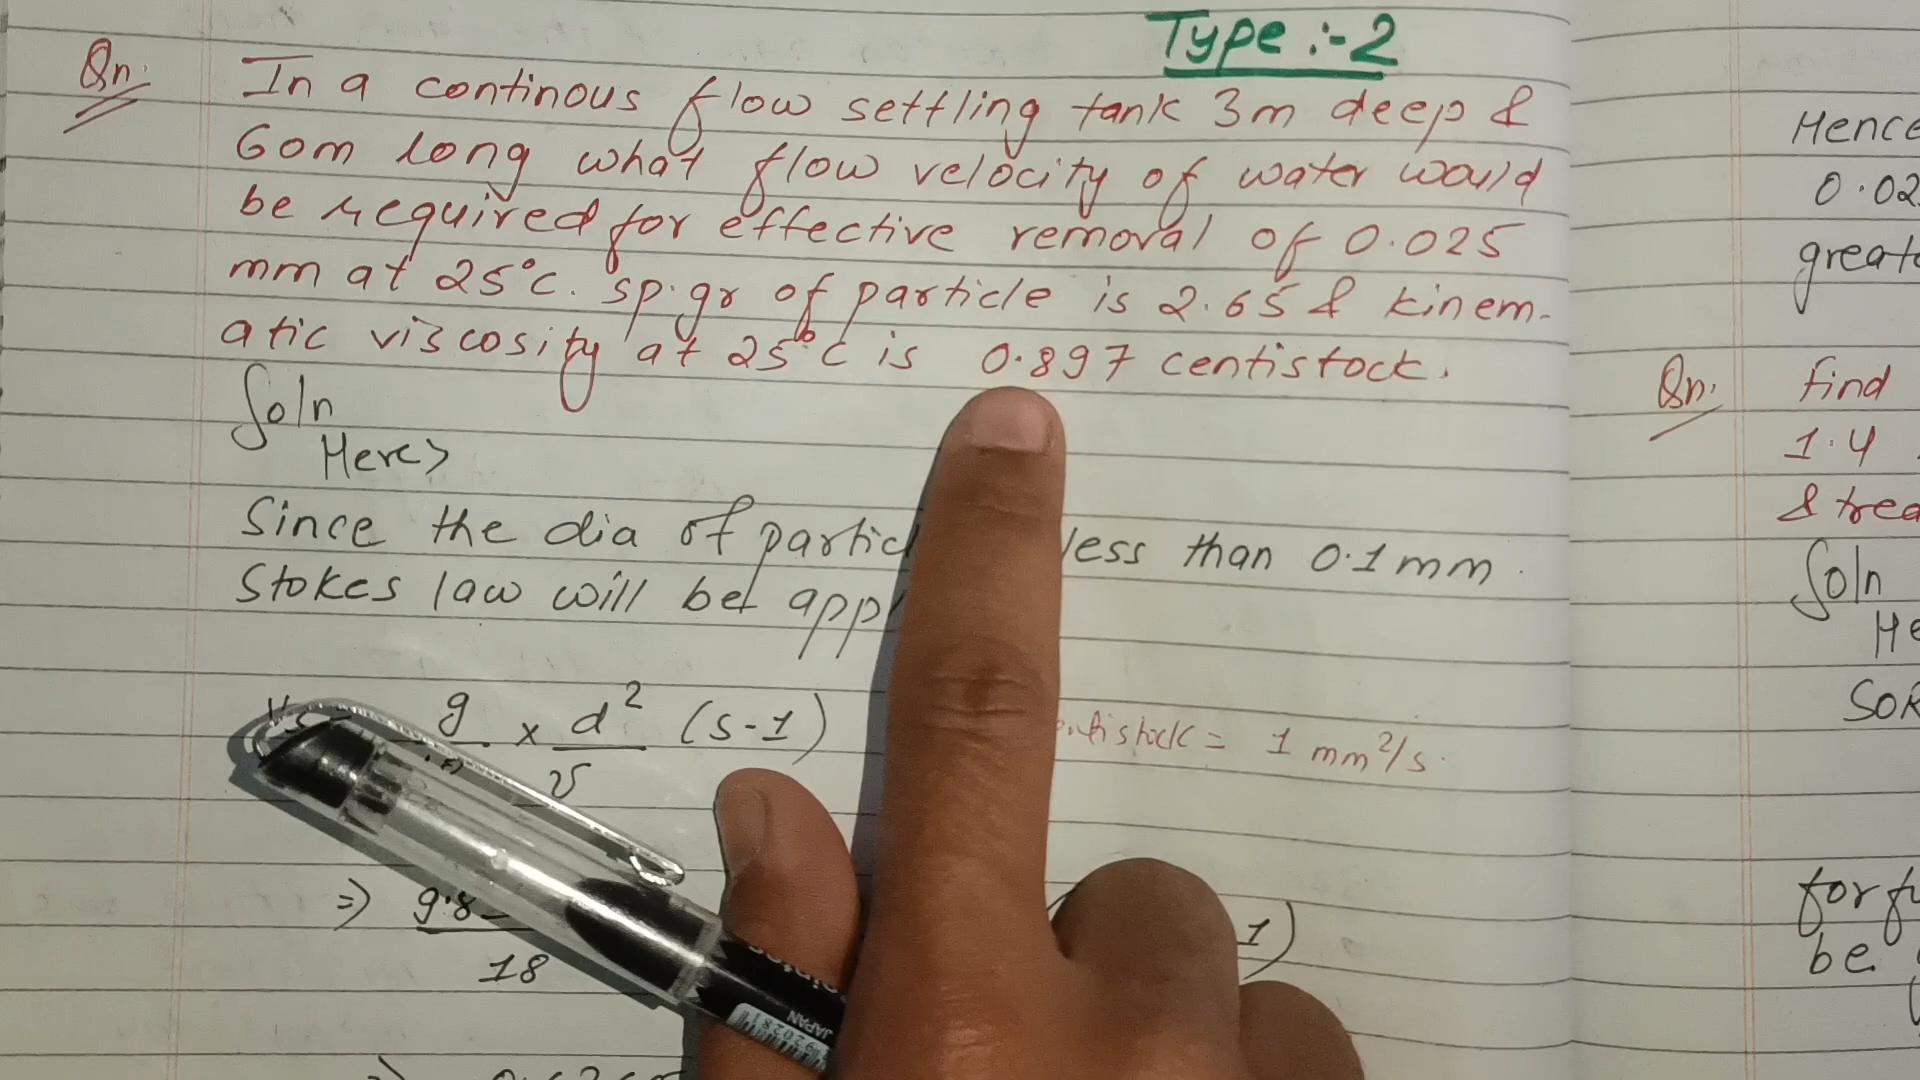 Type :- 2
Qn. In a continous flow settling tank 3m deep &
60m long what flow velocity of water would
be required for effective removal of 0.025
mm at 25°c. sp.gr of particle is 2.65 & kinem-
atic viscosity at 25°c is 0.897 centistock.
Soln
Here>
Since the dia of partic less than 0.1mm.
Stokes law will be app
g × d² (s-1)
tistock = 1 mm²/s.
=> 9.8
18
1)
JAPAN
Hence
0.02
great
Qn. find
1.4
& trea
Soln
He
SOR
for fu
be